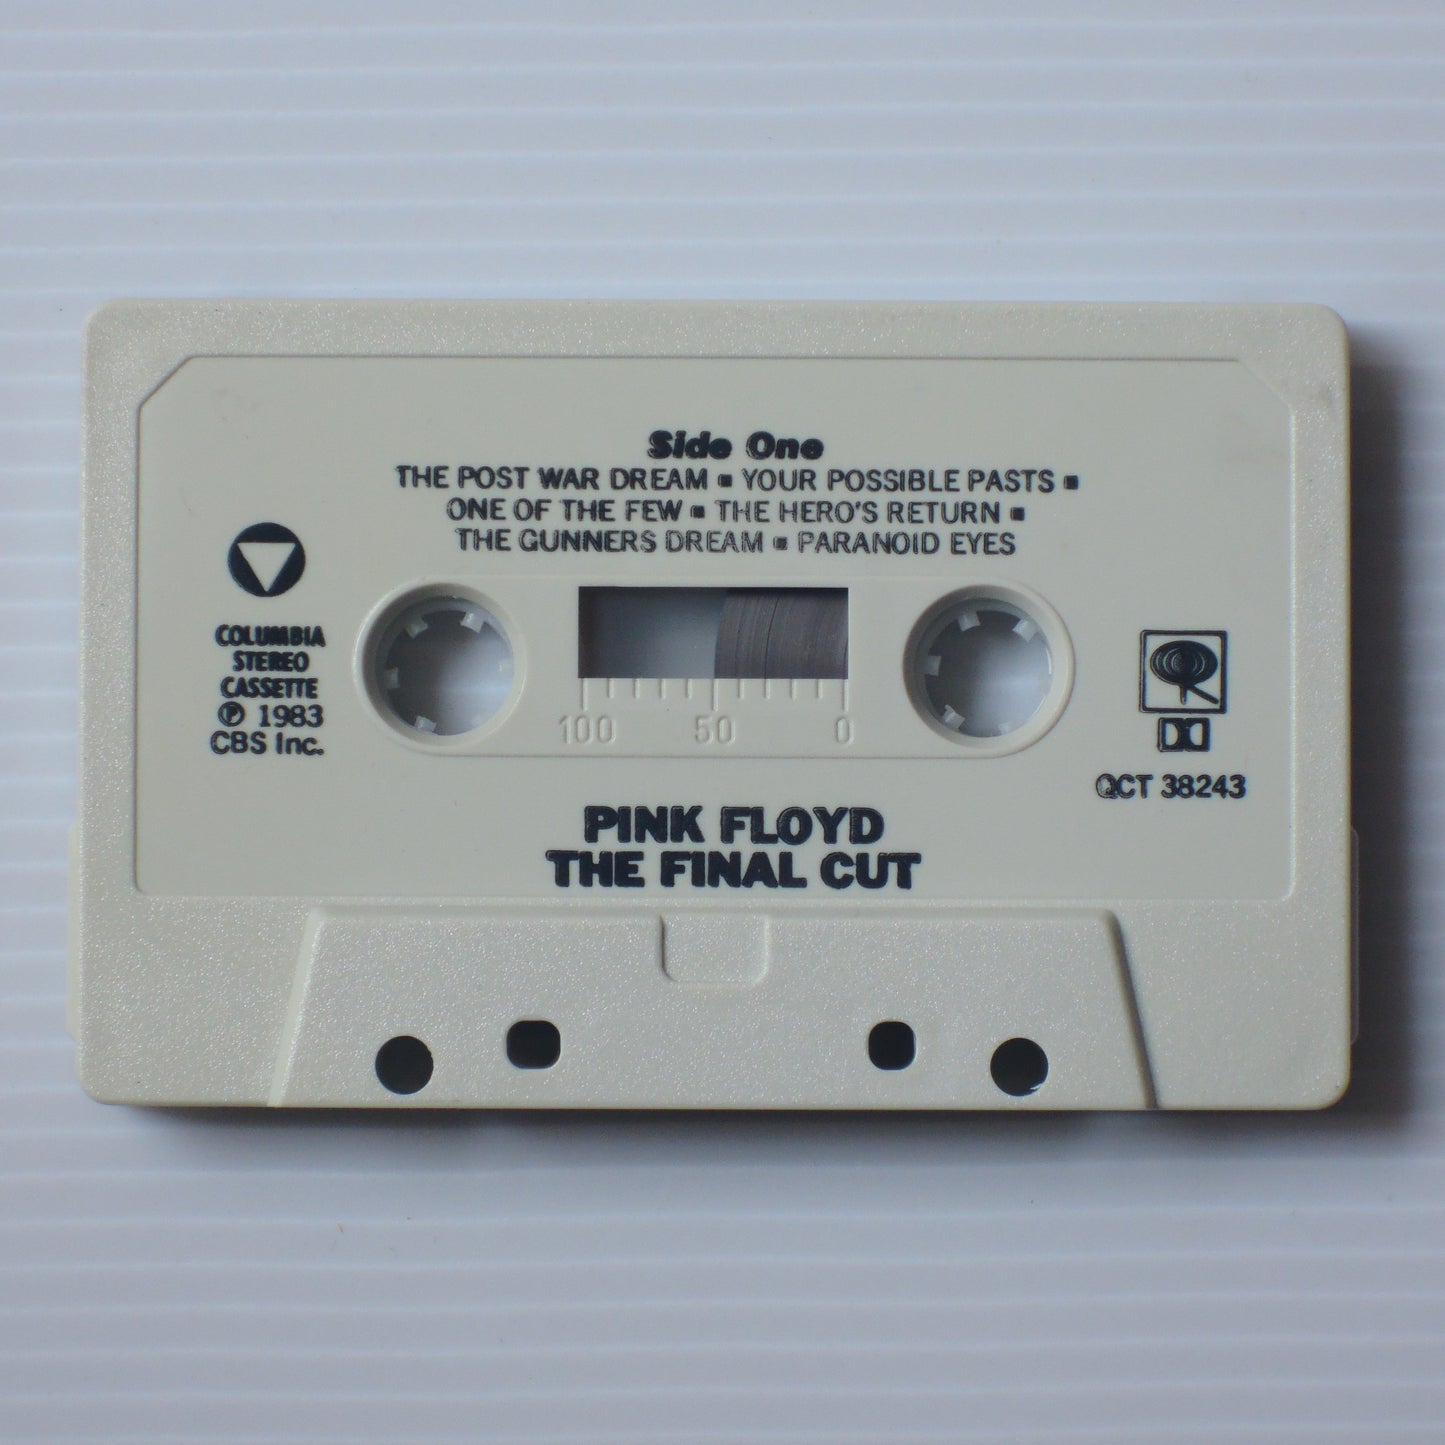 Side One
THE POST WAR DREAM ▪ YOUR POSSIBLE PASTS ▪
ONE OF THE FEW ▪ THE HERO'S RETURN ▪
THE GUNNERS DREAM ▪ PARANOID EYES
COLUMBIA
STEREO
CASSETTE
℗ 1983
CBS Inc.
100 50 0
QCT 38243
PINK FLOYD
THE FINAL CUT